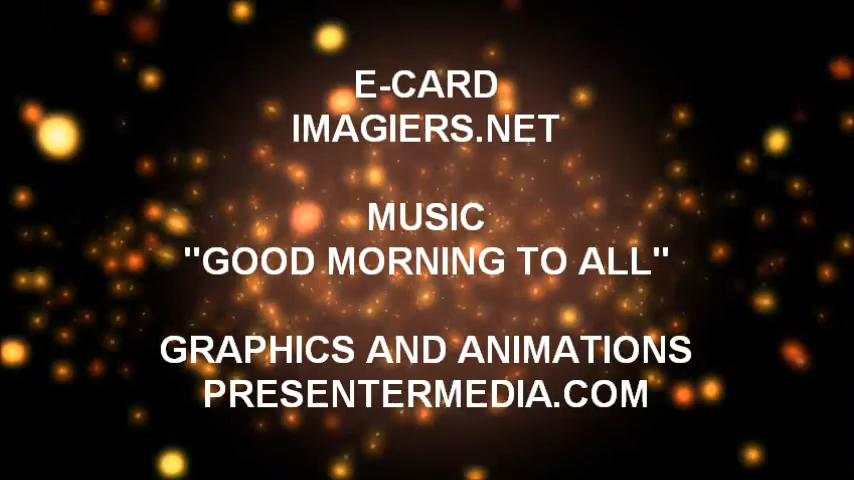 E-CARD
IMAGIERS.NET
MUSIC
"GOOD MORNING TO ALL"
GRAPHICS AND ANIMATIONS
PRESENTERMEDIA.COM